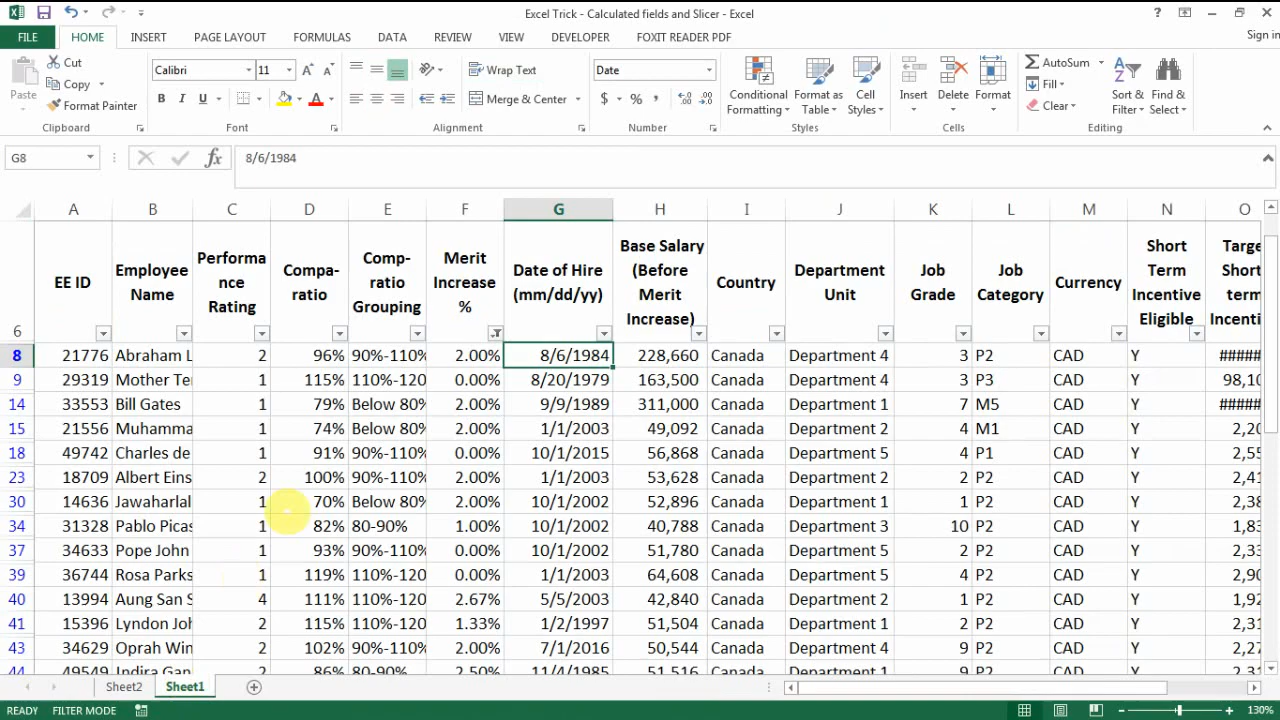 Excel Trick - Calculated fields and Slicer - Excel
Sign in
FILE HOME INSERT PAGE LAYOUT FORMULAS DATA REVIEW VIEW DEVELOPER FOXIT READER PDF
Paste
Cut
Copy
Format Painter
Clipboard
Calibri 11
B I U
A
Font
Wrap Text
Merge & Center
Alignment
Date
$ % ,
Number
Conditional Formatting
Format as Table
Cell Styles
Styles
Insert Delete Format
Cells
AutoSum
Fill
Clear
Sort & Filter
Find & Select
Editing
G8 fx 8/6/1984
A B C D E F G H I J K L M N O
6 EE ID Employee Name Performa nce Rating Compa-ratio Comp-ratio Grouping Merit Increase % Date of Hire (mm/dd/yy) Base Salary (Before Merit Increase) Country Department Unit Job Grade Job Category Currency Short Term Incentive Eligible Targe Short term Incenti
8 21776 Abraham L 2 96% 90%-110% 2.00% 8/6/1984 228,660 Canada Department 4 3 P2 CAD Y #####
9 29319 Mother Te 1 115% 110%-120 0.00% 8/20/1979 163,500 Canada Department 4 3 P3 CAD Y 98,10
14 33553 Bill Gates 1 79% Below 80% 2.00% 9/9/1989 311,000 Canada Department 1 7 M5 CAD Y #####
15 21556 Muhamma 1 74% Below 80% 2.00% 1/1/2003 49,092 Canada Department 2 4 M1 CAD Y 2,20
18 49742 Charles de 1 91% 90%-110% 2.00% 10/1/2015 56,868 Canada Department 5 4 P1 CAD Y 2,55
23 18709 Albert Eins 2 100% 90%-110% 2.00% 1/1/2003 53,628 Canada Department 2 2 P2 CAD Y 2,41
30 14636 Jawaharlal 1 70% Below 80% 2.00% 10/1/2002 52,896 Canada Department 1 1 P2 CAD Y 2,38
34 31328 Pablo Picas 1 82% 80-90% 1.00% 10/1/2002 40,788 Canada Department 3 10 P2 CAD Y 1,83
37 34633 Pope John 1 93% 90%-110% 0.00% 10/1/2002 51,780 Canada Department 5 2 P2 CAD Y 2,33
39 36744 Rosa Parks 1 119% 110%-120 0.00% 1/1/2003 64,608 Canada Department 5 4 P2 CAD Y 2,90
40 13994 Aung San S 4 111% 110%-120 2.67% 5/5/2003 42,840 Canada Department 2 1 P2 CAD Y 1,92
41 15396 Lyndon Joh 2 115% 110%-120 1.33% 1/2/1997 51,504 Canada Department 1 9 P2 CAD Y 2,31
43 34629 Oprah Win 2 102% 90%-110% 2.00% 7/1/2016 50,544 Canada Department 4 9 P2 CAD Y 2,27
44 49549 Indira Gan 2 86% 80-90% 2.50% 11/4/1985 51,516 Canada Department 2 9 P2 CAD Y 2,31
Sheet2 Sheet1
READY FILTER MODE 130%